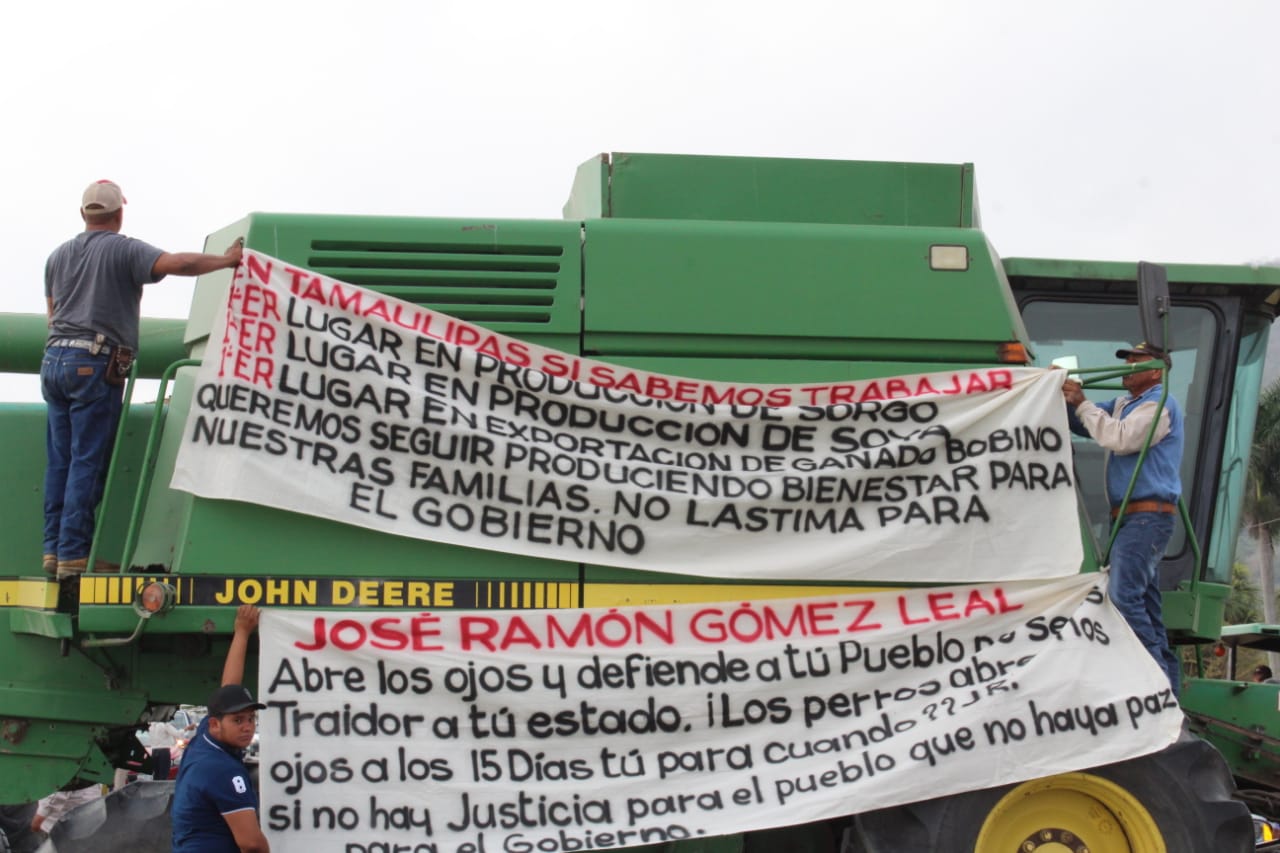 EN TAMAULIPAS SI SABEMOS TRABAJAR
1ER LUGAR EN PRODUCCION DE SORGO
1ER LUGAR EN PRODUCCION DE SOYA
1ER LUGAR EN EXPORTACION DE GANADO BOBINO
QUEREMOS SEGUIR PRODUCIENDO BIENESTAR PARA
NUESTRAS FAMILIAS. NO LASTIMA PARA
EL GOBIERNO
JOHN DEERE
JOSÉ RAMÓN GÓMEZ LEAL
Abre los ojos y defiende a tú Pueblo no seños
Traidor a tú estado. ¡Los perros abren
ojos a los 15 Días tú para cuando?? J.R.
si no hay Justicia para el pueblo que no haya paz
para el Gobierno.
8